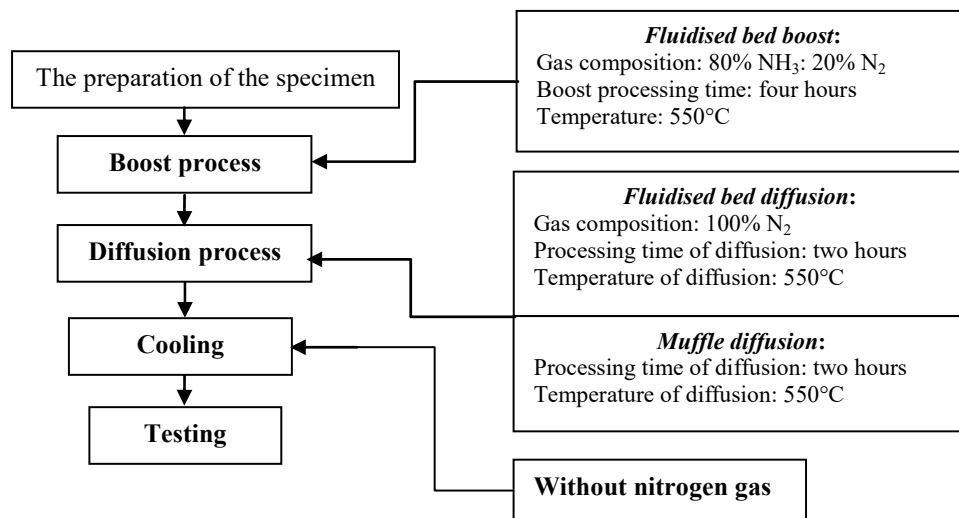 The preparation of the specimen
Boost process
Diffusion process
Cooling
Testing
Fluidised bed boost:
Gas composition: 80% NH₃: 20% N₂
Boost processing time: four hours
Temperature: 550°C
Fluidised bed diffusion:
Gas composition: 100% N₂
Processing time of diffusion: two hours
Temperature of diffusion: 550°C
Muffle diffusion:
Processing time of diffusion: two hours
Temperature of diffusion: 550°C
Without nitrogen gas